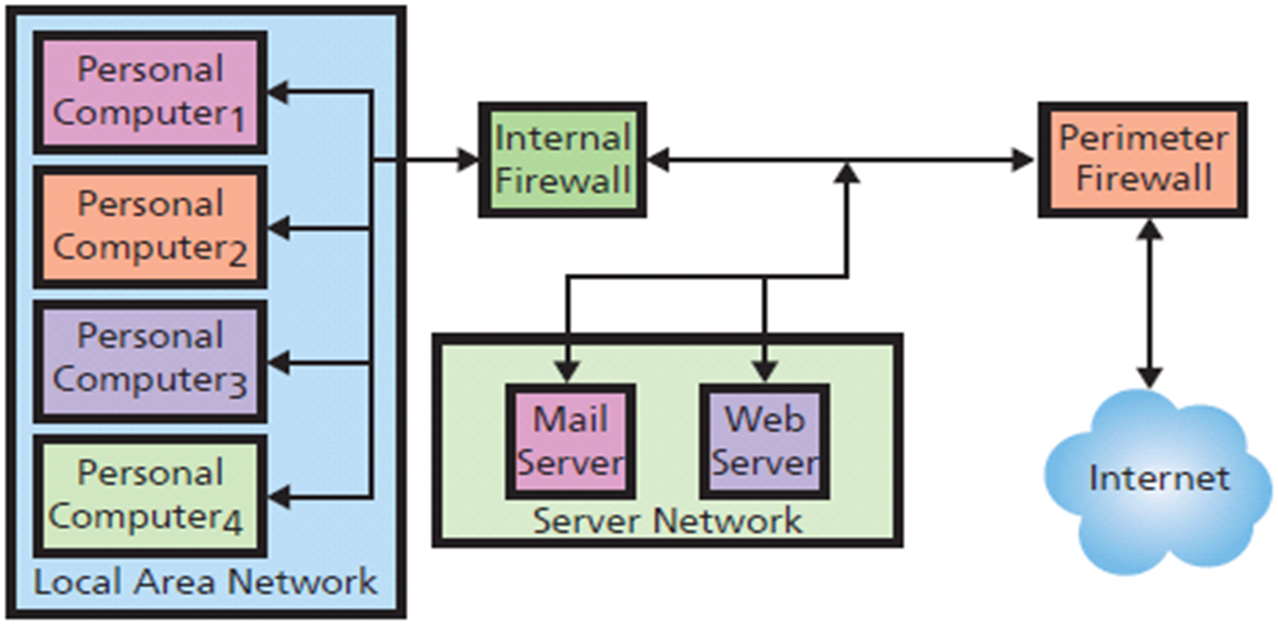 Personal
Computer1
Personal
Computer2
Personal
Computer3
Personal
Computer4
Local Area Network
Internal
Firewall
Perimeter
Firewall
Mail
Server
Web
Server
Server Network
Internet